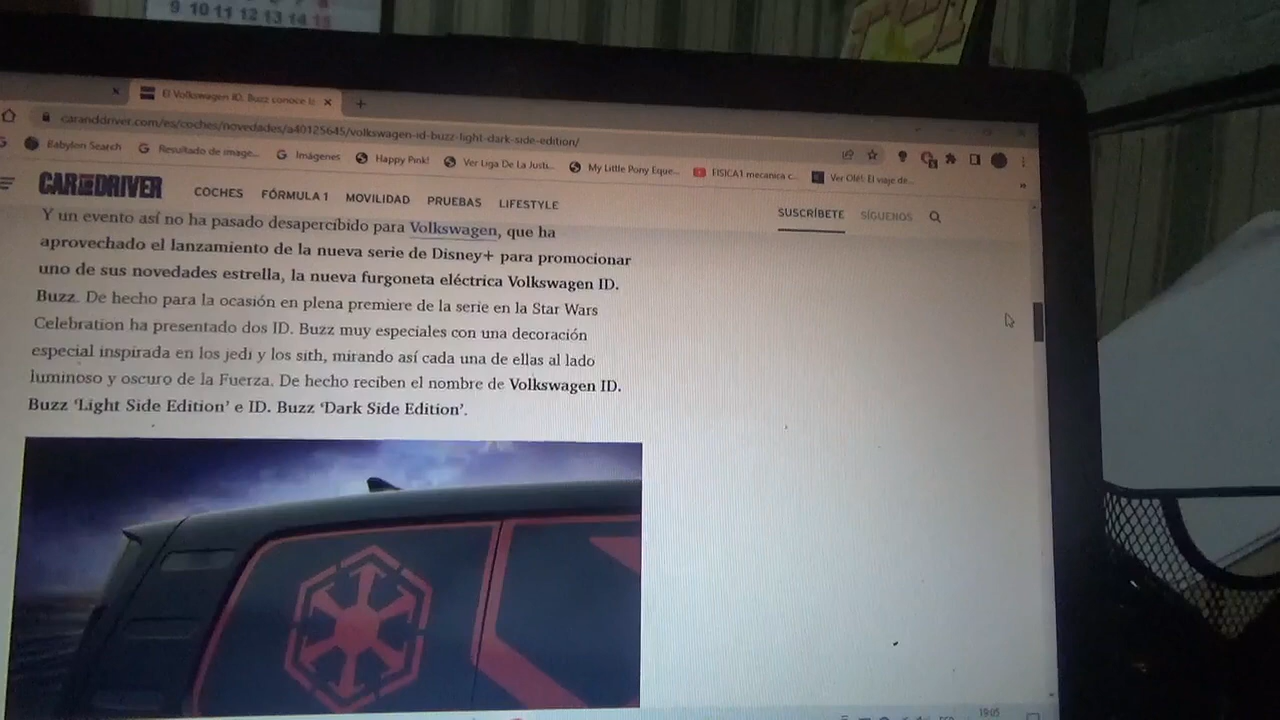 9 10 11 12 13 14 15
El Volkswagen ID. Buzz conoce
caranddriver.com/es/coches/novedades/a40125645/volkswagen-id-buzz-light-dark-side-edition/
Babylon Search Resultado de image... Imágenes Happy Pink! Ver Liga De La Justi... My Little Pony Eque... FISICA1 mecanica c... Ver Olé!: El viaje de...
CAR AND DRIVER COCHES FÓRMULA 1 MOVILIDAD PRUEBAS LIFESTYLE SUSCRÍBETE SÍGUENOS
Y un evento así no ha pasado desapercibido para Volkswagen, que ha
aprovechado el lanzamiento de la nueva serie de Disney+ para promocionar
uno de sus novedades estrella, la nueva furgoneta eléctrica Volkswagen ID.
Buzz. De hecho para la ocasión en plena premiere de la serie en la Star Wars
Celebration ha presentado dos ID. Buzz muy especiales con una decoración
especial inspirada en los jedi y los sith, mirando así cada una de ellas al lado
luminoso y oscuro de la Fuerza. De hecho reciben el nombre de Volkswagen ID.
Buzz ‘Light Side Edition’ e ID. Buzz ‘Dark Side Edition’.
19:05